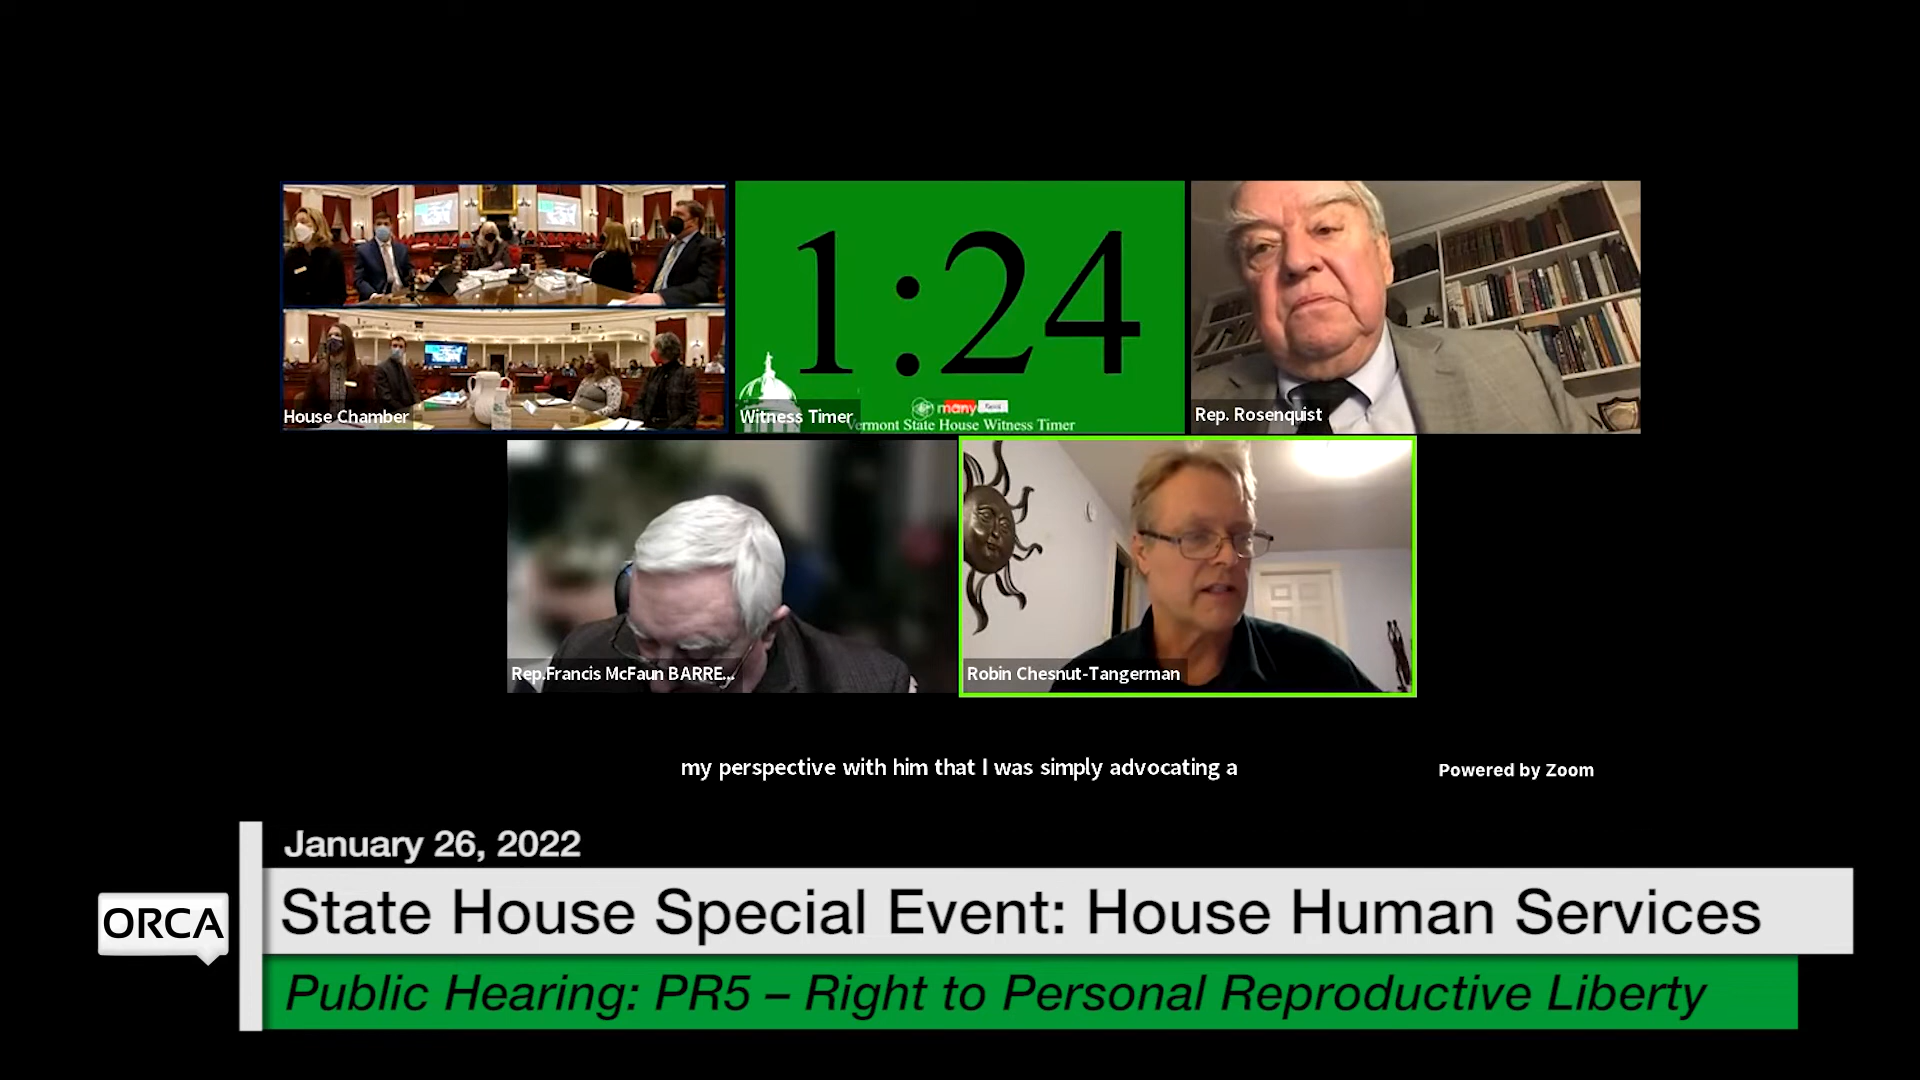 1:24
many
Vermont State House Witness Timer
House Chamber
Witness Timer
Rep. Rosenquist
Rep.Francis McFaun BARRE...
Robin Chesnut-Tangerman
my perspective with him that I was simply advocating a
Powered by Zoom
January 26, 2022
ORCA
State House Special Event: House Human Services
Public Hearing: PR5 – Right to Personal Reproductive Liberty